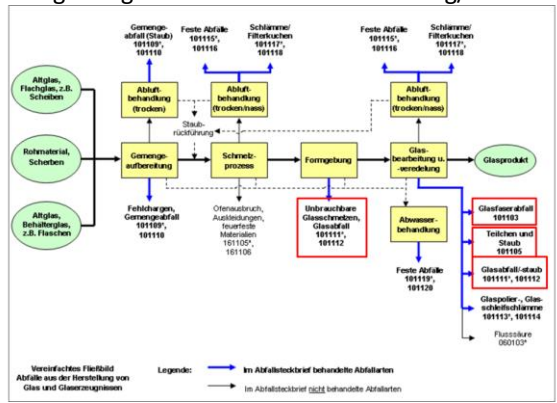 Gemenge
abfall (Staub)
101109*,
101110
Feste Abfälle
101115*,
101116
Schlämme/
Filterkuchen
101117*,
101118
Feste Abfälle
101115*,
101116
Schlämme/
Filterkuchen
101117*,
101118
Altglas,
Flachglas, z.B.
Scheiben
Abluft-
behandlung
(trocken)
Abluft-
behandlung
(trocken/nass)
Abluft-
behandlung
(trocken/nass)
Staub-
rückführung
Rohmaterial,
Scherben
Gemenge-
aufbereitung
Schmelz-
prozess
Formgebung
Glas-
bearbeitung u.
-veredelung
Glasprodukt
Altglas,
Behälterglas,
z.B. Flaschen
Fehlchargen,
Gemengeabfall
101109*,
101110
Ofenausbruch,
Auskleidungen,
feuerfeste
Materialien
161105*,
161106
Unbrauchbare
Glasschmelzen,
Glasabfall
101111*,
101112
Abwasser-
behandlung
Feste Abfälle
101119*,
101120
Glasfaserabfall
101103
Teilchen und
Staub
101105
Glasabfall/-staub
101111*, 101112
Glaspolier-, Glas-
schleifschlämme
101113*, 101114
Flusssäure
060103*
Vereinfachtes Fließbild
Abfälle aus der Herstellung von
Glas und Glaserzeugnissen
Legende:
Im Abfallsteckbrief behandelte Abfallarten
Im Abfallsteckbrief nicht behandelte Abfallarten